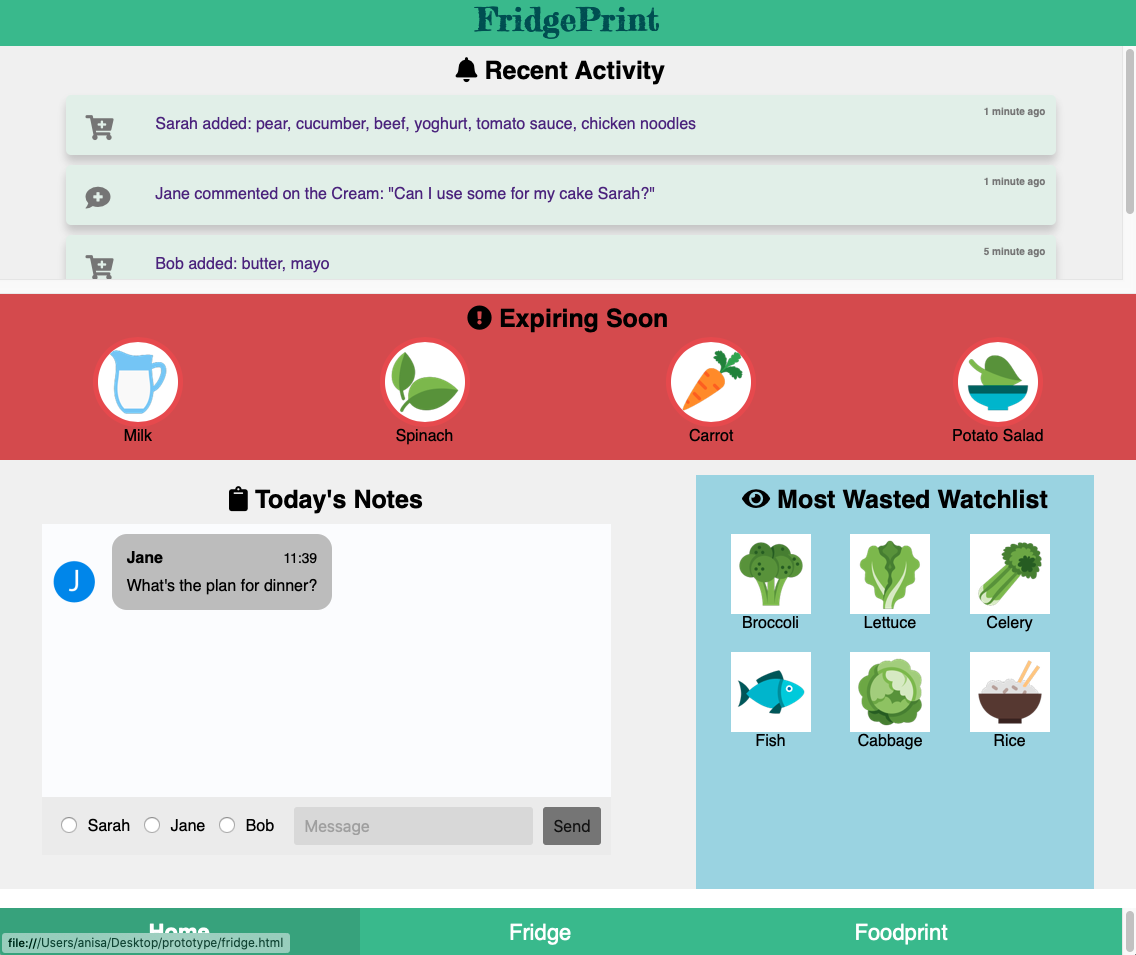 FridgePrint
Recent Activity
Sarah added: pear, cucumber, beef, yoghurt, tomato sauce, chicken noodles
1 minute ago
Jane commented on the Cream: "Can I use some for my cake Sarah?"
1 minute ago
Bob added: butter, mayo
5 minute ago
Expiring Soon
Milk
Spinach
Carrot
Potato Salad
Today's Notes
J
Jane 11:39
What's the plan for dinner?
Sarah Jane Bob Message Send
Most Wasted Watchlist
Broccoli Lettuce Celery
Fish Cabbage Rice
Home Fridge Foodprint
file:///Users/anisa/Desktop/prototype/fridge.html